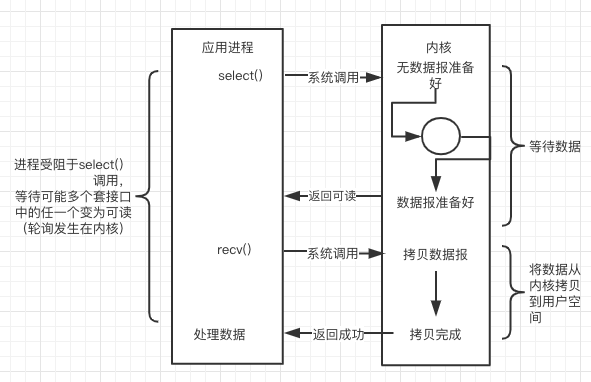 应用进程
内核
select()
系统调用
无数据报准备
好
进程受阻于select()
调用，
等待可能多个套接口
中的任一个变为可读
（轮询发生在内核）
等待数据
返回可读
数据报准备好
recv()
系统调用
拷贝数据报
将数据从
内核拷贝
到用户空
间
处理数据
返回成功
拷贝完成